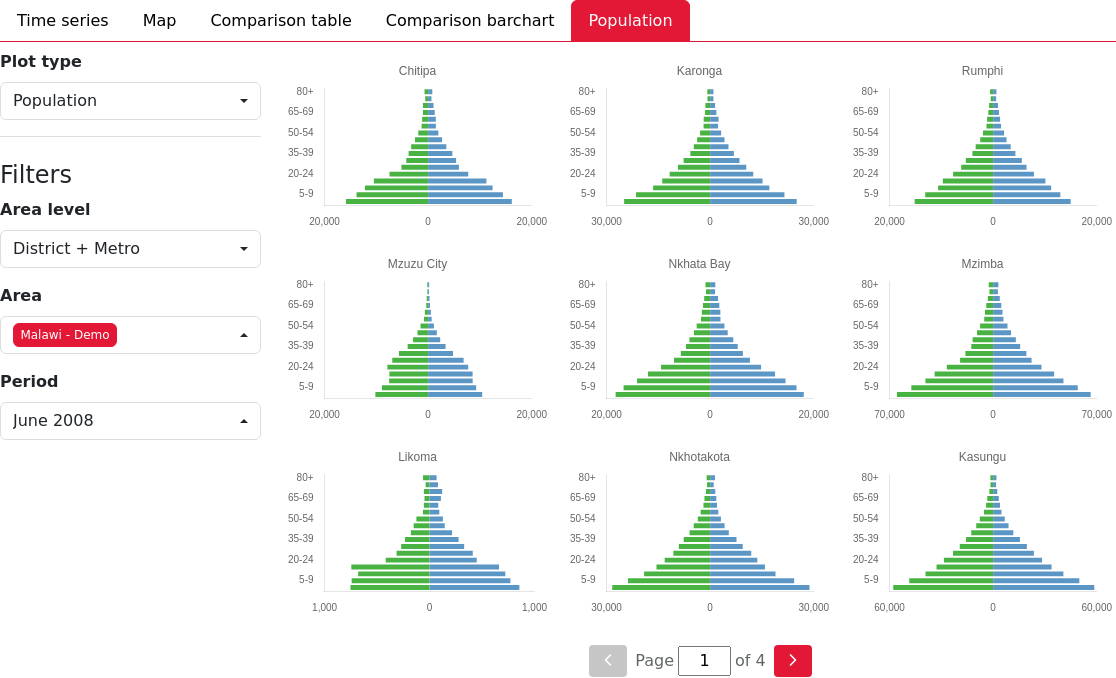 Time series Map Comparison table Comparison barchart Population
Plot type
Population
Filters
Area level
District + Metro
Area
Malawi - Demo
Period
June 2008
Chitipa
80+
65-69
50-54
35-39
20-24
5-9
20,000 0 20,000
Karonga
80+
65-69
50-54
35-39
20-24
5-9
30,000 0 30,000
Rumphi
80+
65-69
50-54
35-39
20-24
5-9
20,000 0 20,000
Mzuzu City
80+
65-69
50-54
35-39
20-24
5-9
20,000 0 20,000
Nkhata Bay
80+
65-69
50-54
35-39
20-24
5-9
20,000 0 20,000
Mzimba
80+
65-69
50-54
35-39
20-24
5-9
70,000 0 70,000
Likoma
80+
65-69
50-54
35-39
20-24
5-9
1,000 0 1,000
Nkhotakota
80+
65-69
50-54
35-39
20-24
5-9
30,000 0 30,000
Kasungu
80+
65-69
50-54
35-39
20-24
5-9
60,000 0 60,000
Page 1 of 4